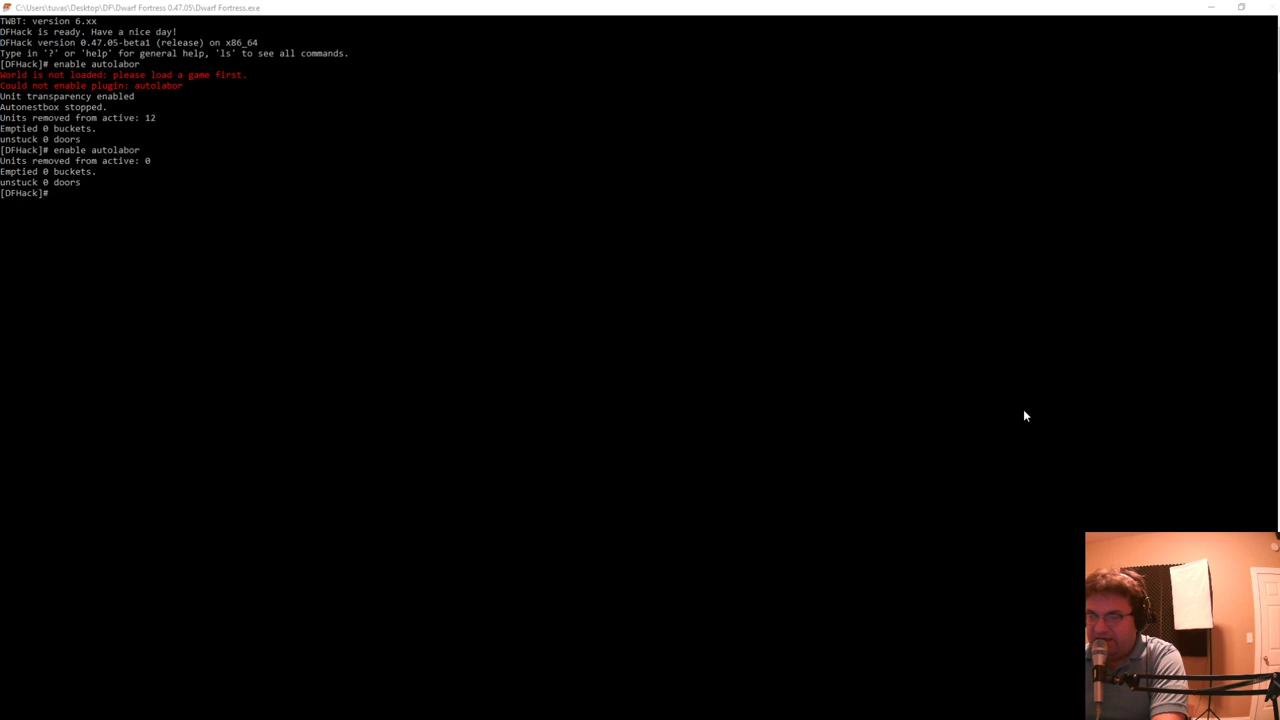 C:\Users\tuvas\Desktop\DF\Dwarf Fortress 0.47.05\Dwarf Fortress.exe
TWBT: version 6.xx
DFHack is ready. Have a nice day!
DFHack version 0.47.05-beta1 (release) on x86_64
Type in '?' or 'help' for general help, 'ls' to see all commands.
[DFHack]# enable autolabor
World is not loaded: please load a game first.
Could not enable plugin: autolabor
Unit transparency enabled
Autonestbox stopped.
Units removed from active: 12
Emptied 0 buckets.
unstuck 0 doors
[DFHack]# enable autolabor
Units removed from active: 0
Emptied 0 buckets.
unstuck 0 doors
[DFHack]#